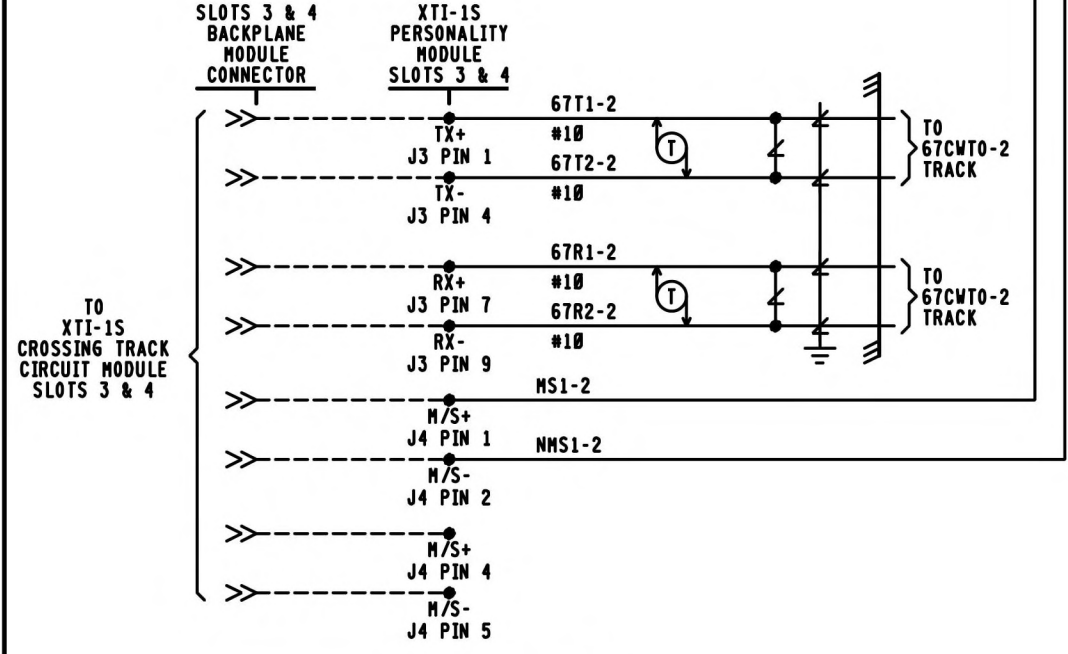 SLOTS 3 & 4
BACKPLANE
MODULE
CONNECTOR
XTI-1S
PERSONALITY
MODULE
SLOTS 3 & 4
67T1-2
TX+
#10
T
J3 PIN 1
67T2-2
TX-
#10
J3 PIN 4
TO
67CWTO-2
TRACK
67R1-2
RX+
#10
T
J3 PIN 7
67R2-2
RX-
#10
J3 PIN 9
TO
67CWTO-2
TRACK
TO
XTI-1S
CROSSING TRACK
CIRCUIT MODULE
SLOTS 3 & 4
MS1-2
M/S+
J4 PIN 1
NMS1-2
M/S-
J4 PIN 2
M/S+
J4 PIN 4
M/S-
J4 PIN 5